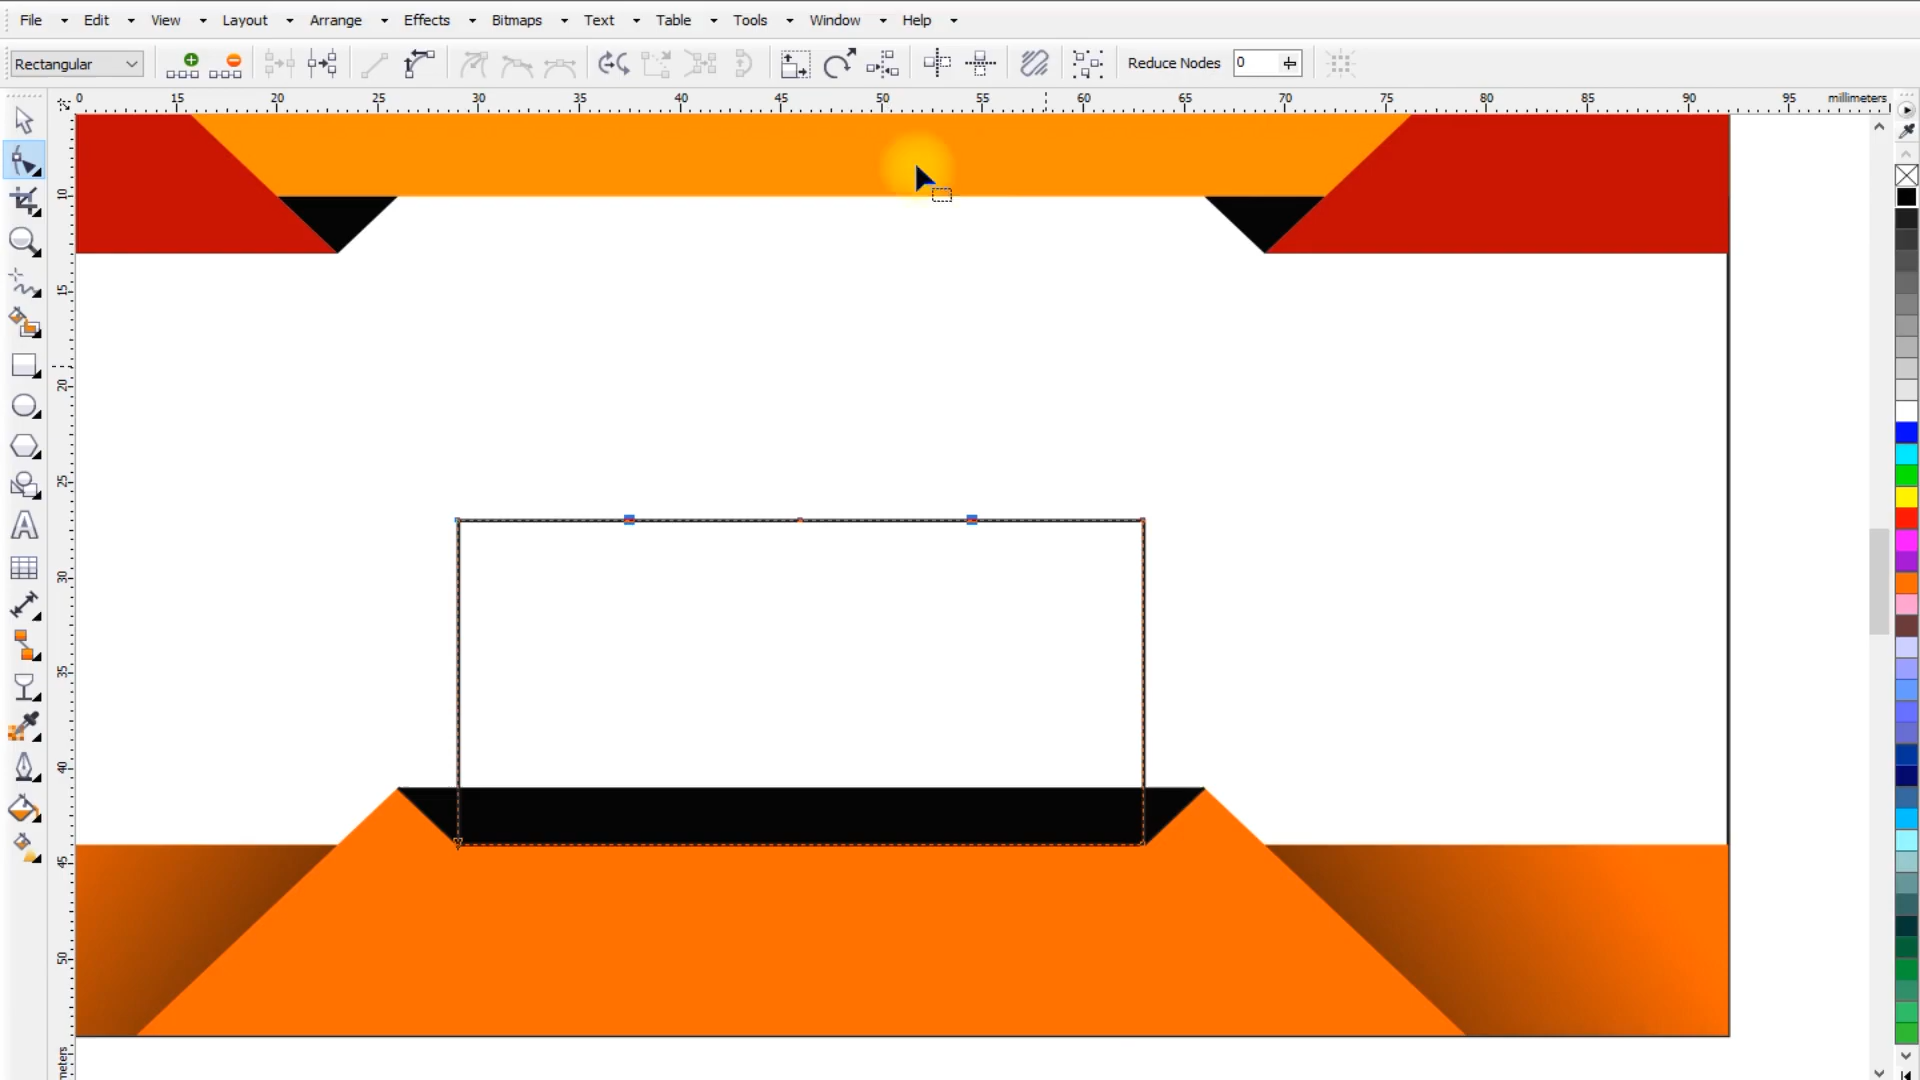 File Edit View Layout Arrange Effects Bitmaps Text Table Tools Window Help
Rectangular Reduce Nodes 0
0 15 20 25 30 35 40 45 50 55 60 65 70 75 80 85 90 95 millimeters
10
15
20
25
30
35
40
45
50
meters